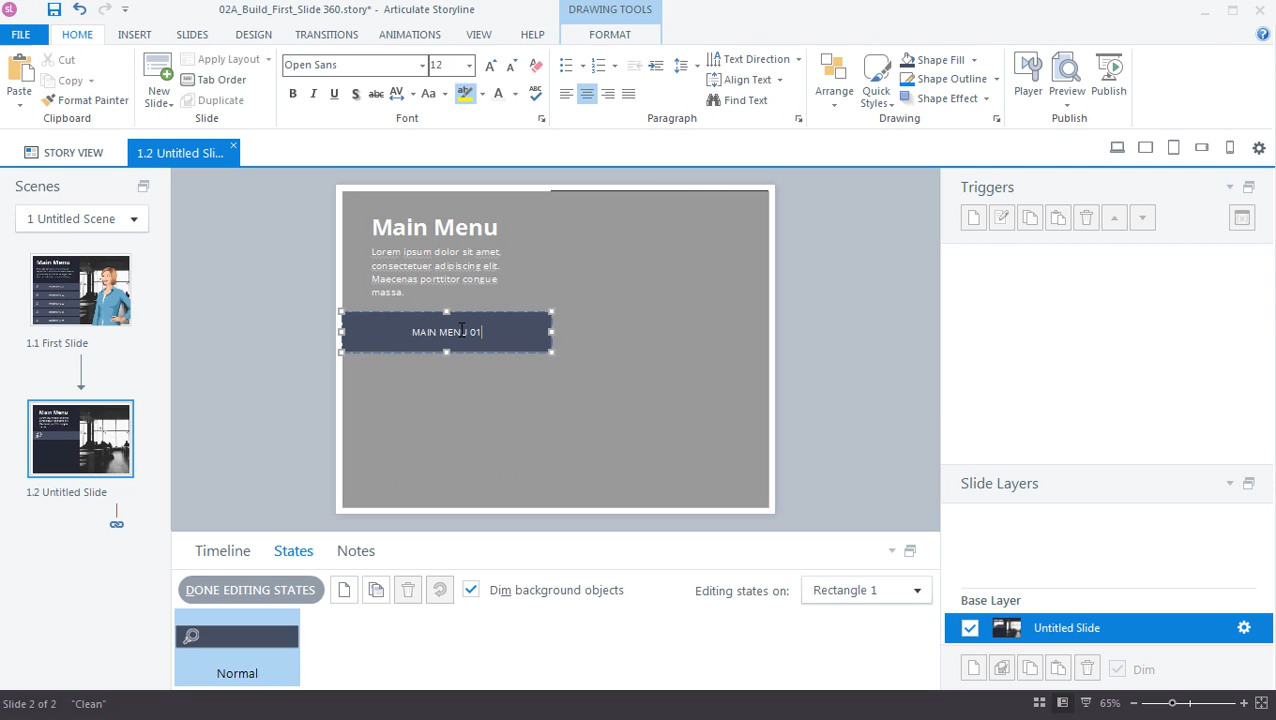 sL
02A_Build_First_Slide 360.story* - Articulate Storyline
DRAWING TOOLS
FILE
HOME
INSERT
SLIDES
DESIGN
TRANSITIONS
ANIMATIONS
VIEW
HELP
FORMAT
Paste
Cut
Copy
Format Painter
Clipboard
New Slide
Apply Layout
Tab Order
Duplicate
Slide
Open Sans
12
B I U S abc AV Aa A ABC
Font
Text Direction
Align Text
Find Text
Paragraph
Arrange
Quick Styles
Shape Fill
Shape Outline
Shape Effect
Drawing
Player
Preview
Publish
Publish
STORY VIEW
1.2 Untitled Sli...
Scenes
1 Untitled Scene
Main Menu
1.1 First Slide
Main Menu
1.2 Untitled Slide
Main Menu
Lorem ipsum dolor sit amet,
consectetuer adipiscing elit.
Maecenas porttitor congue
massa.
MAIN MENU 01
Triggers
Slide Layers
Base Layer
Untitled Slide
Dim
Timeline
States
Notes
DONE EDITING STATES
Dim background objects
Editing states on:
Rectangle 1
Normal
Slide 2 of 2
"Clean"
65%